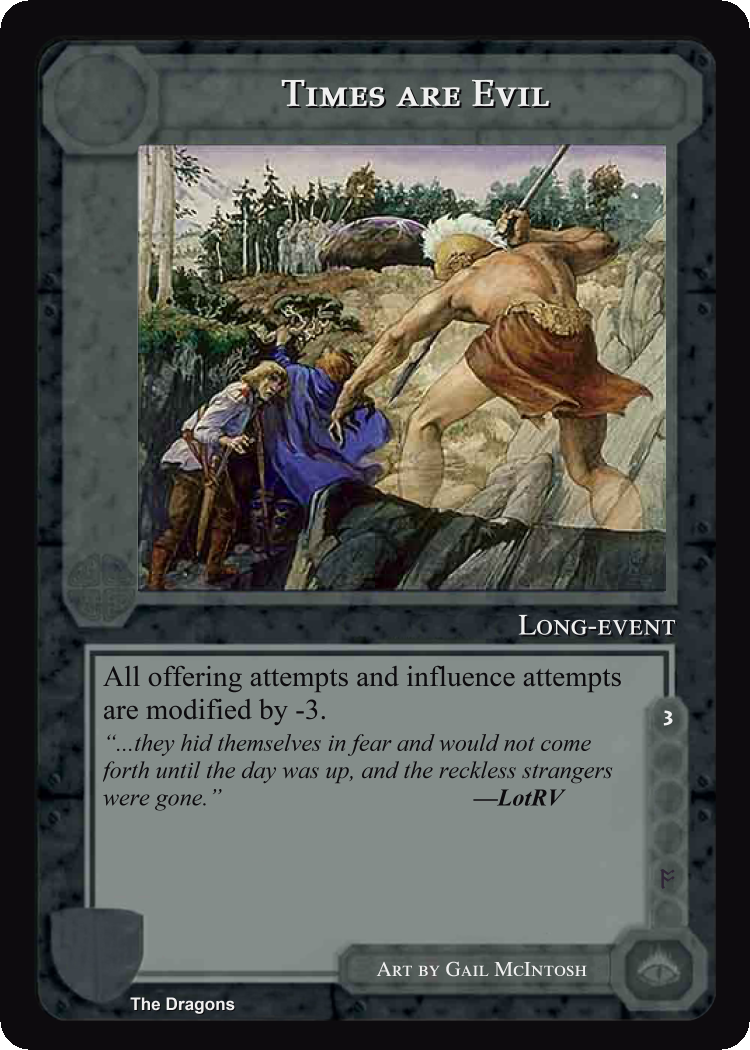 Times are Evil
Long-event
All offering attempts and influence attempts
are modified by -3.
“...they hid themselves in fear and would not come
forth until the day was up, and the reckless strangers
were gone.” —LotRV
3
ᚩ
Art by Gail McIntosh
The Dragons